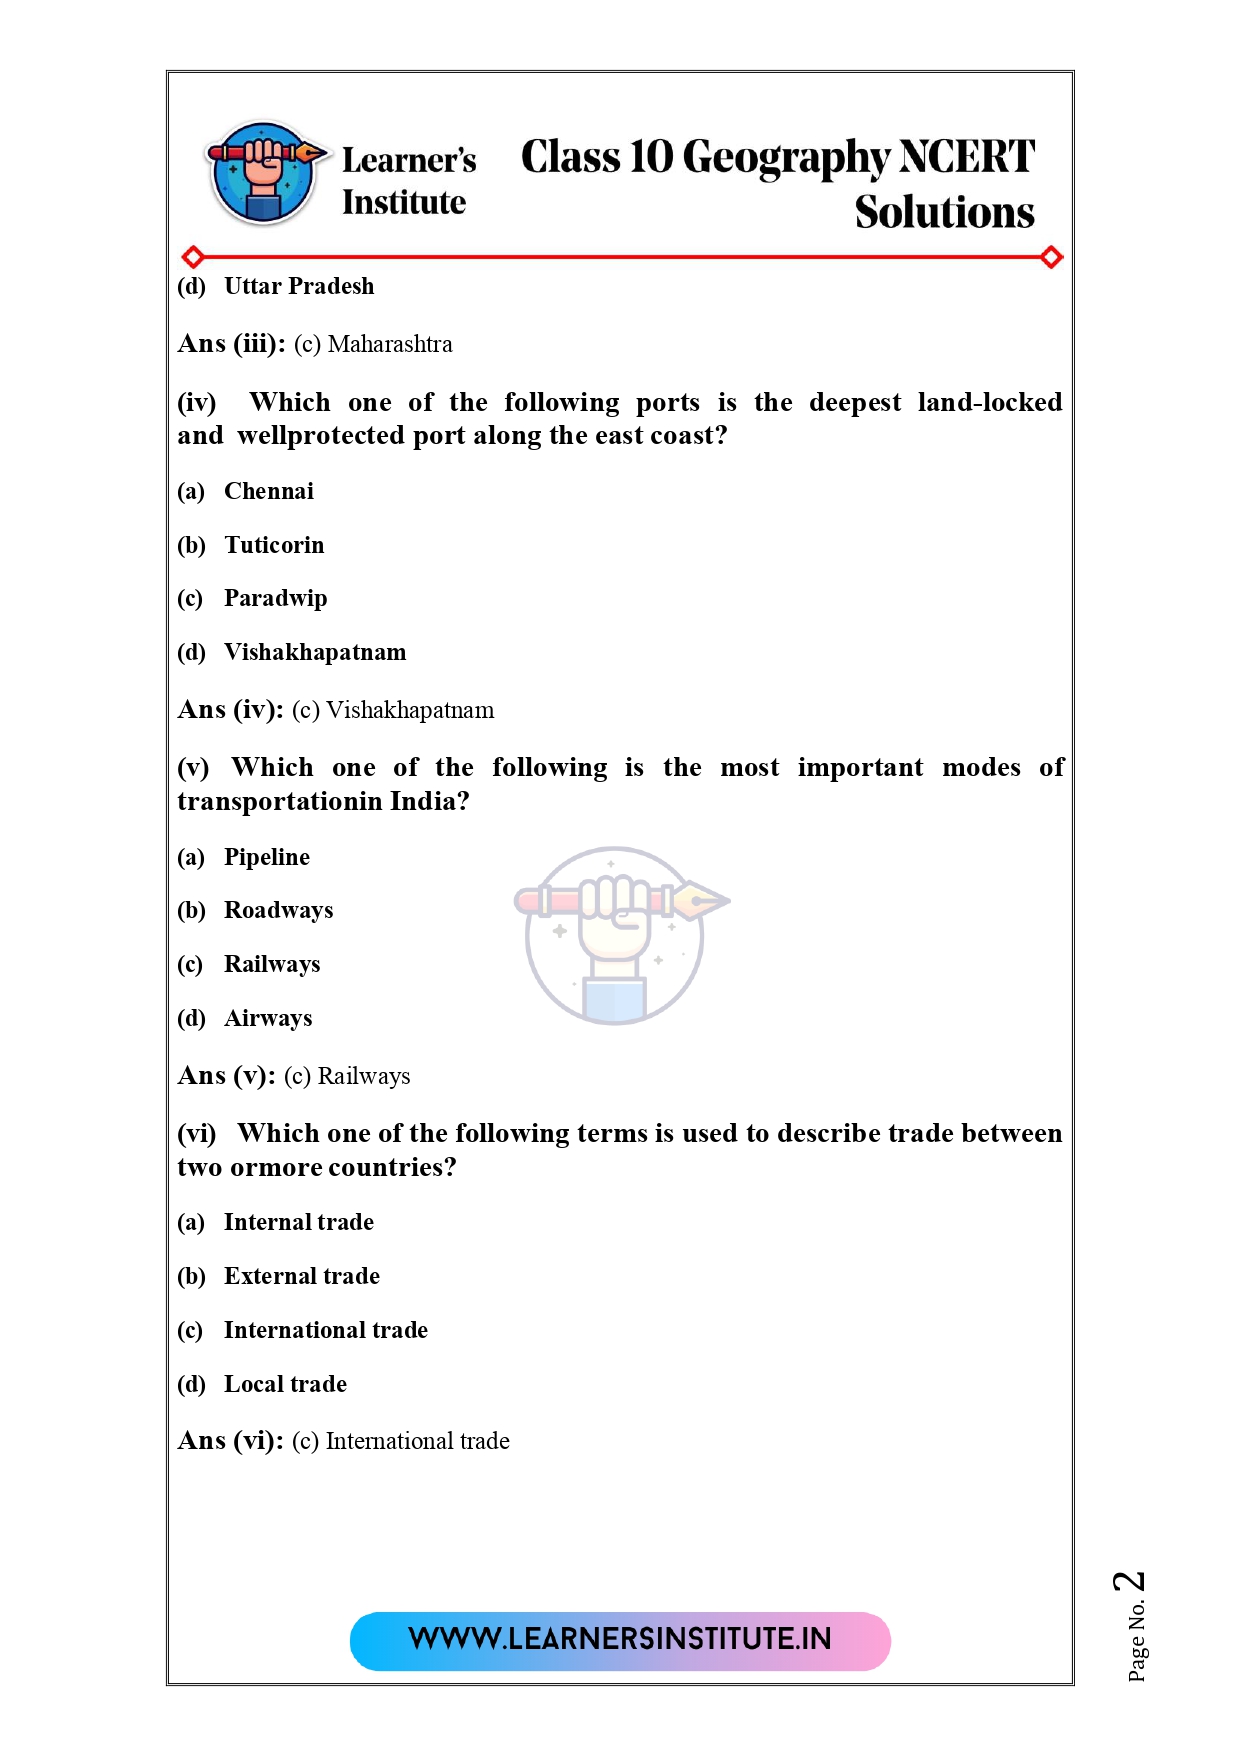 Learner's
Institute
Class 10 Geography NCERT
Solutions
(d) Uttar Pradesh
Ans (iii): (c) Maharashtra
(iv) Which one of the following ports is the deepest land-locked
and wellprotected port along the east coast?
(a) Chennai
(b) Tuticorin
(c) Paradwip
(d) Vishakhapatnam
Ans (iv): (c) Vishakhapatnam
(v) Which one of the following is the most important modes of
transportationin India?
(a) Pipeline
(b) Roadways
(c) Railways
(d) Airways
Ans (v): (c) Railways
(vi) Which one of the following terms is used to describe trade between
two ormore countries?
(a) Internal trade
(b) External trade
(c) International trade
(d) Local trade
Ans (vi): (c) International trade
WWW.LEARNERSINSTITUTE.IN
Page No. 2